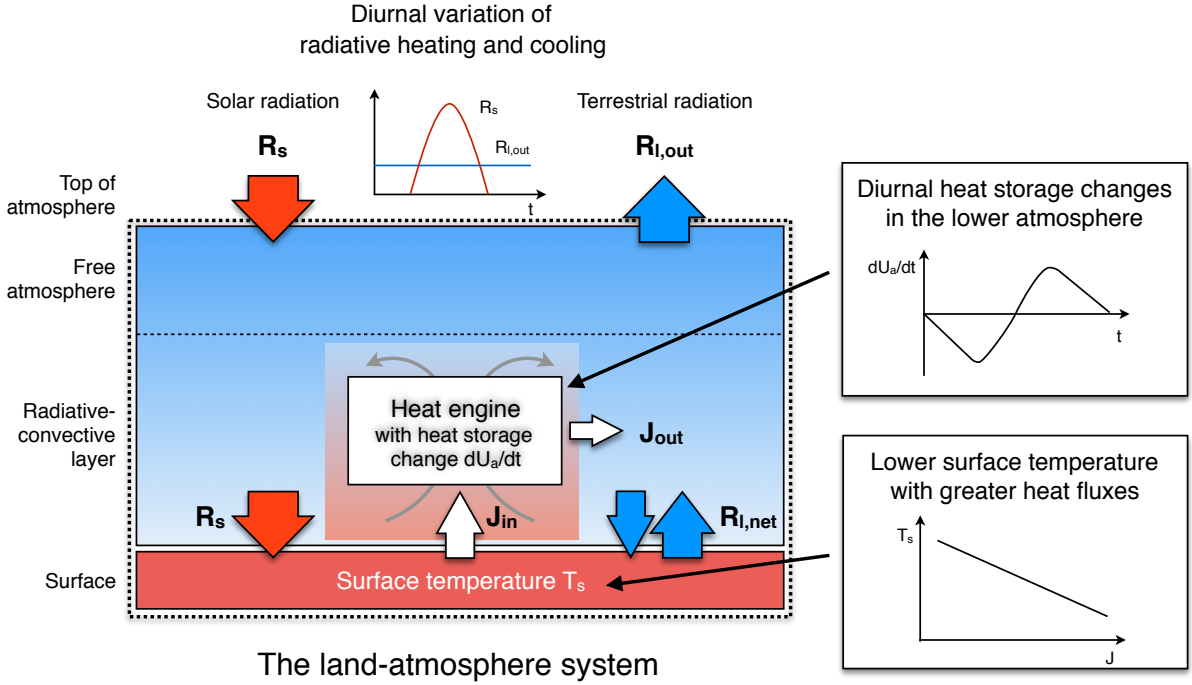 Diurnal variation of
radiative heating and cooling
Solar radiation
Rs
Rs
Rl,out
t
Terrestrial radiation
Rl,out
Top of
atmosphere
Free
atmosphere
Radiative-
convective
layer
Surface
Heat engine
with heat storage
change dUa/dt
Jout
Rs
Jin
Rl,net
Surface temperature Ts
The land-atmosphere system
Diurnal heat storage changes
in the lower atmosphere
dUa/dt
t
Lower surface temperature
with greater heat fluxes
Ts
J